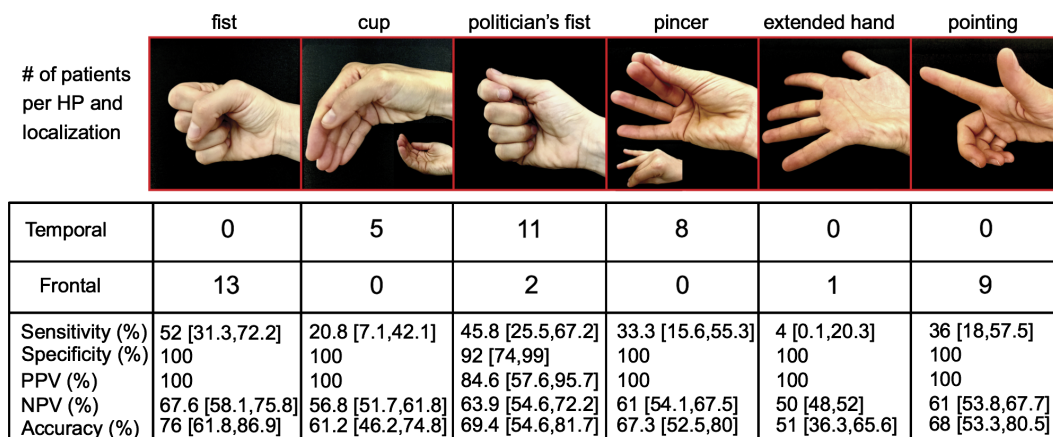 fist cup politician's fist pincer extended hand pointing
# of patients
per HP and
localization
Temporal 0 5 11 8 0 0
Frontal 13 0 2 0 1 9
Sensitivity (%) 52 [31.3,72.2] 20.8 [7.1,42.1] 45.8 [25.5,67.2] 33.3 [15.6,55.3] 4 [0.1,20.3] 36 [18,57.5]
Specificity (%) 100 100 92 [74,99] 100 100 100
PPV (%) 100 100 84.6 [57.6,95.7] 100 100 100
NPV (%) 67.6 [58.1,75.8] 56.8 [51.7,61.8] 63.9 [54.6,72.2] 61 [54.1,67.5] 50 [48,52] 61 [53.8,67.7]
Accuracy (%) 76 [61.8,86.9] 61.2 [46.2,74.8] 69.4 [54.6,81.7] 67.3 [52.5,80] 51 [36.3,65.6] 68 [53.3,80.5]